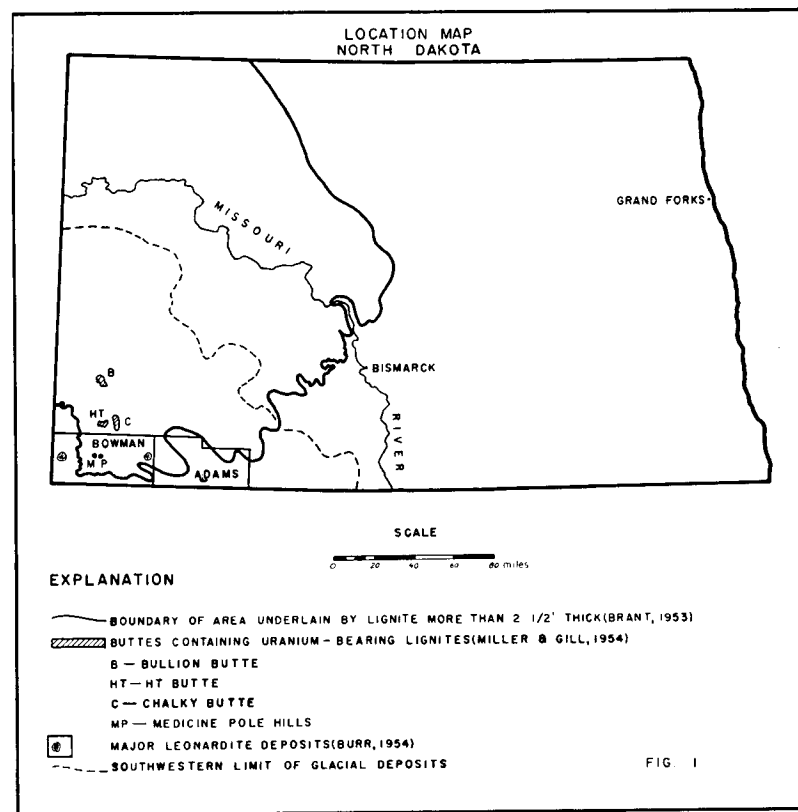 LOCATION MAP
NORTH DAKOTA
GRAND FORKS
MISSOURI
BISMARCK
RIVER
B
HT
C
BOWMAN
MP
ADAMS
SCALE
0 20 40 60 80 miles
EXPLANATION
BOUNDARY OF AREA UNDERLAIN BY LIGNITE MORE THAN 2 1/2' THICK(BRANT, 1953)
BUTTES CONTAINING URANIUM-BEARING LIGNITES(MILLER & GILL, 1954)
B — BULLION BUTTE
HT — HT BUTTE
C — CHALKY BUTTE
MP — MEDICINE POLE HILLS
MAJOR LEONARDITE DEPOSITS(BURR, 1954)
SOUTHWESTERN LIMIT OF GLACIAL DEPOSITS
FIG. 1